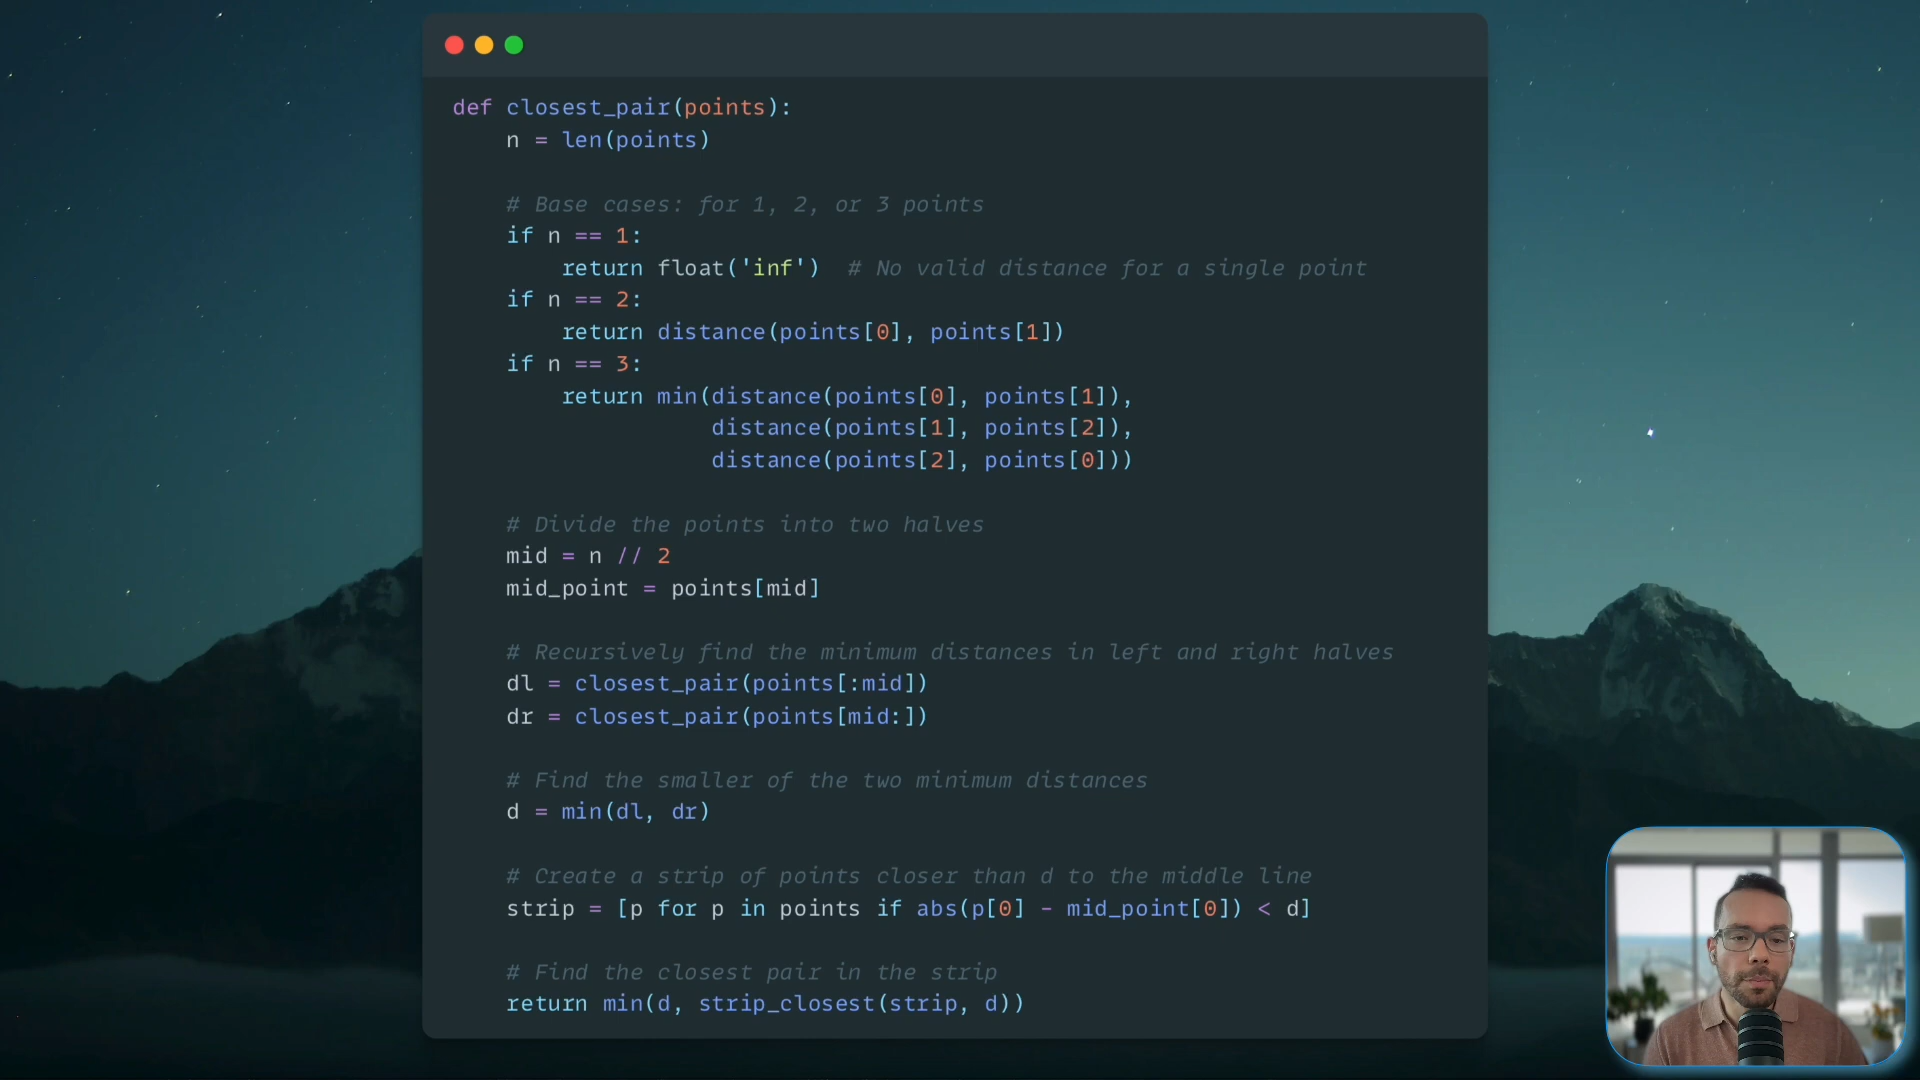 def closest_pair(points):
    n = len(points)

    # Base cases: for 1, 2, or 3 points
    if n == 1:
        return float('inf')  # No valid distance for a single point
    if n == 2:
        return distance(points[0], points[1])
    if n == 3:
        return min(distance(points[0], points[1]),
                   distance(points[1], points[2]),
                   distance(points[2], points[0]))

    # Divide the points into two halves
    mid = n // 2
    mid_point = points[mid]

    # Recursively find the minimum distances in left and right halves
    dl = closest_pair(points[:mid])
    dr = closest_pair(points[mid:])

    # Find the smaller of the two minimum distances
    d = min(dl, dr)

    # Create a strip of points closer than d to the middle line
    strip = [p for p in points if abs(p[0] - mid_point[0]) < d]

    # Find the closest pair in the strip
    return min(d, strip_closest(strip, d))